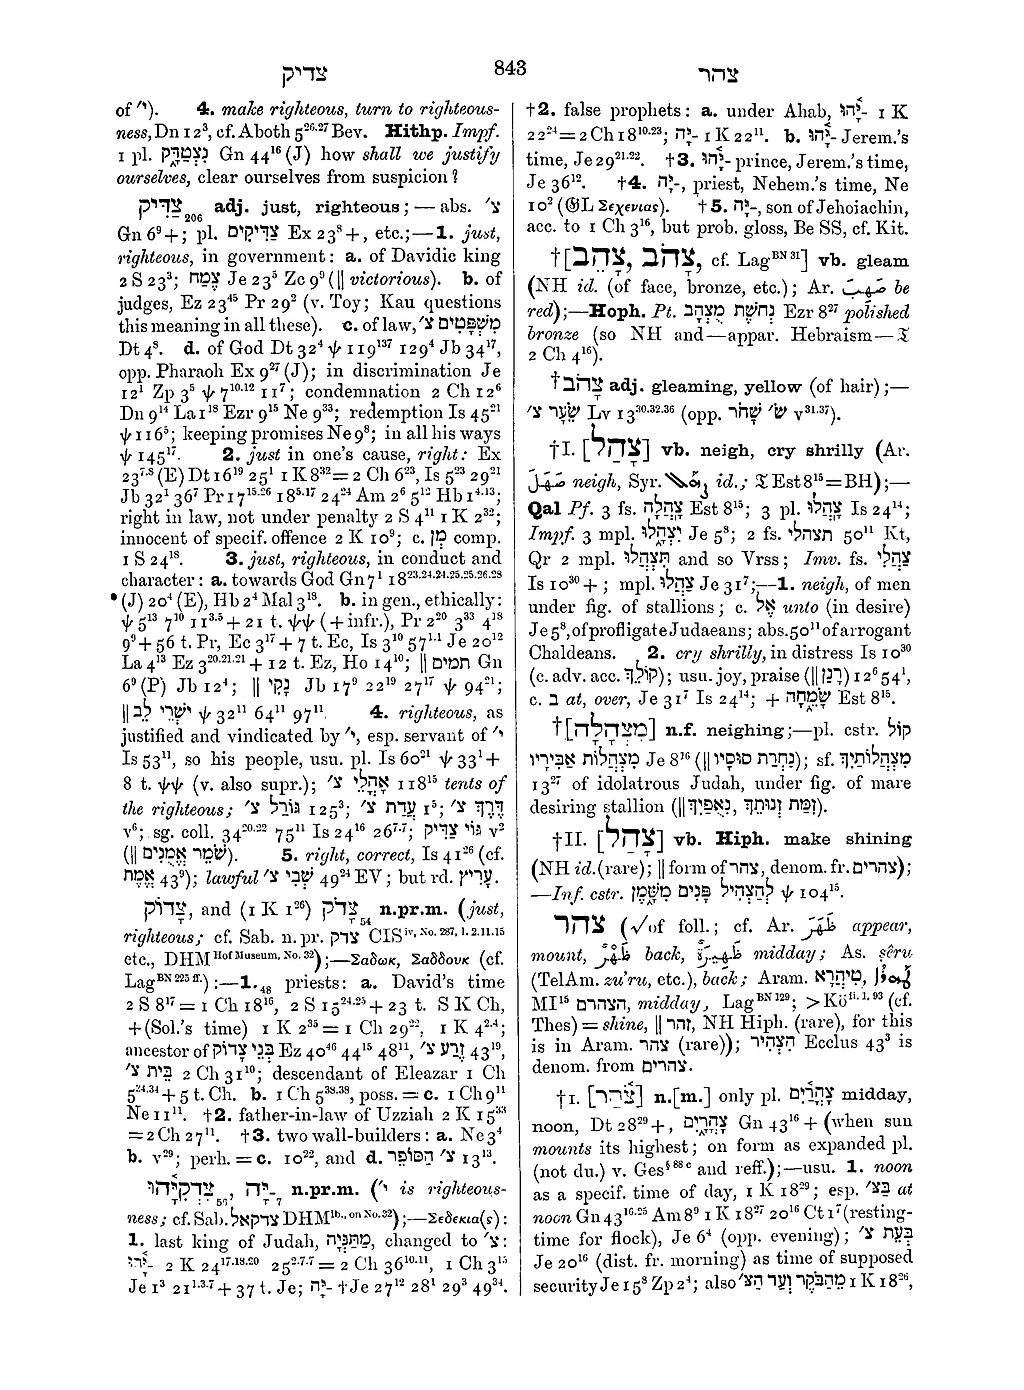 צדיק
843
צהר
of י״). 4. make righteous, turn to righteous-
ness, Dn 12³, cf. Aboth 5²⁶·²⁷ Bev. Hithp. Impf.
1 pl. נִצְטַדָּ֑ק Gn 44¹⁶ (J) how shall we justify
ourselves, clear ourselves from suspicion?
צַדִּיק 206 adj. just, righteous; — abs. צ׳
Gn 6⁹ +; pl. צַדִּיקִים Ex 23⁸ +, etc.;—1. just,
righteous, in government: a. of Davidic king
2 S 23³; צֶמַח Je 23⁵ Zc 9⁹ (‖ victorious). b. of
judges, Ez 23⁴⁵ Pr 29² (v. Toy; Kau questions
this meaning in all these). c. of law, מִשְׁפָּטִים צ׳
Dt 4⁸. d. of God Dt 32⁴ ψ 119¹³⁷ 129⁴ Jb 34¹⁷,
opp. Pharaoh Ex 9²⁷ (J); in discrimination Je
12¹ Zp 3⁵ ψ 7¹⁰·¹² 11⁷; condemnation 2 Ch 12⁶
Dn 9¹⁴ La 1¹⁸ Ezr 9¹⁵ Ne 9³³; redemption Is 45²¹
ψ 116⁵; keeping promises Ne 9⁸; in all his ways
ψ 145¹⁷. 2. just in one's cause, right: Ex
23⁷·⁸ (E) Dt 16¹⁹ 25¹ 1 K 8³² = 2 Ch 6²³, Is 5²³ 29²¹
Jb 32¹ 36⁷ Pr 17¹⁵·²⁶ 18⁵·¹⁷ 24²⁴ Am 2⁶ 5¹² Hb 1⁴·¹³;
right in law, not under penalty 2 S 4¹¹ 1 K 2³²;
innocent of specif. offence 2 K 10⁹; c. מִן comp.
1 S 24¹⁸. 3. just, righteous, in conduct and
character: a. towards God Gn 7¹ 18²³·²⁴·²⁴·²⁵·²⁵·²⁶·²⁸
(J) 20⁴ (E), Hb 2⁴ Mal 3¹⁸. b. in gen., ethically:
ψ 5¹³ 7¹⁰ 11³·⁵ + 21 t. ψψ (+ infr.), Pr 2²⁰ 3³³ 4¹⁸
9⁹ + 56 t. Pr, Ec 3¹⁷ + 7 t. Ec, Is 3¹⁰ 57¹·¹ Je 20¹²
La 4¹³ Ez 3²⁰·²¹·²¹ + 12 t. Ez, Ho 14¹⁰; ‖ תמים Gn
6⁹ (P) Jb 12⁴; ‖ נָקִי Jb 17⁹ 22¹⁹ 27¹⁷ ψ 94²¹;
‖ יִשְׁרֵי לֵב ψ 32¹¹ 64¹¹ 97¹¹. 4. righteous, as
justified and vindicated by י״, esp. servant of י״
Is 53¹¹, so his people, usu. pl. Is 60²¹ ψ 33¹ +
8 t. ψψ (v. also supr.); אָהֳלֵי צ׳ 118¹⁵ tents of
the righteous; גּוֹרַל צ׳ 125³; עֲדַת צ׳ 1⁵; דֶּרֶךְ צ׳
v⁶; sg. coll. 34²⁰·²² 75¹¹ Is 24¹⁶ 26⁷·⁷; גּוֹי צַדִּיק v²
(‖ שֹׁמֵר אֱמֻנִים). 5. right, correct, Is 41²⁶ (cf.
אֱמֶת 43⁹); lawful שְׁבִי צ׳ 49²⁴ EV; but rd. עָרִיץ.
צָדוֹק, and (1 K 1²⁶) צָדֹק 54 n.pr.m. (just,
righteous; cf. Sab. n. pr. צדק CIS iv, No. 287, l. 2.11.15
etc., DHM Hof Museum, No. 32);—Σαδωκ, Σαδδουκ (cf.
Lag BN 225 ff.):—1. 48 priests: a. David's time
2 S 8¹⁷ = 1 Ch 18¹⁶, 2 S 15²⁴·²⁵ + 23 t. S K Ch,
+ (Sol.'s time) 1 K 2³⁵ = 1 Ch 29²², 1 K 4²·⁴;
ancestor of בְּנֵי צָדוֹק Ez 40⁴⁶ 44¹⁵ 48¹¹, זֶרַע צ׳ 43¹⁹,
בֵּית צ׳ 2 Ch 31¹⁰; descendant of Eleazar 1 Ch
5³⁴·³⁴ + 5 t. Ch. b. 1 Ch 5³⁸·³⁸, poss. = c. 1 Ch 9¹¹
Ne 11¹¹. †2. father-in-law of Uzziah 2 K 15³³
= 2 Ch 27¹¹. †3. two wall-builders: a. Ne 3⁴
b. v²⁹; perh. = c. 10²², and d. צ׳ הַסּוֹפֵר 13¹³.
צִדְקִיָּ֫הוּ 56, ־יָּה 7 n.pr.m. (י״ is righteous-
ness; cf. Sab. צדקאל DHM ib., on No. 32);—Σεδεκια(ς):
1. last king of Judah, מַתַּנְיָה, changed to צ׳:
־יָּ֫הוּ 2 K 24¹⁷·¹⁸·²⁰ 25²·⁷·⁷ = 2 Ch 36¹⁰·¹¹, 1 Ch 3¹⁵
Je 1³ 21¹·³·⁷ + 37 t. Je; ־יָּה † Je 27¹² 28¹ 29³ 49³⁴.
†2. false prophets: a. under Ahab, ־יָּ֫הוּ 1 K
22²⁴ = 2 Ch 18¹⁰·²³; ־יָּה 1 K 22¹¹. b. ־יָּ֫הוּ Jerem.'s
time, Je 29²¹·²². †3. ־יָּ֫הוּ prince, Jerem.'s time,
Je 36¹². †4. ־יָּה, priest, Nehem.'s time, Ne
10² (𝔊L Σεχενιας). †5. ־יָּה, son of Jehoiachin,
acc. to 1 Ch 3¹⁶, but prob. gloss, Be SS, cf. Kit.
†[צָהֵב, צָהֹב, cf. Lag BN 31] vb. gleam
(NH id. (of face, bronze, etc.); Ar. صَهِبَ be
red);—Hoph. Pt. נְחשֶׁת מֻצְהָב Ezr 8²⁷ polished
bronze (so NH and—appar. Hebraism—𝔗
2 Ch 4¹⁶).
†צָהֹב adj. gleaming, yellow (of hair);—
שֵׂעָר צ׳ Lv 13³⁰·³²·³⁶ (opp. שׂ׳ שָׁחֹר v³¹·³⁷).
†I. [צָהַל] vb. neigh, cry shrilly (Ar.
صَهَلَ neigh, Syr. ܨܗܠ id.; 𝔗 Est 8¹⁵ = BH);—
Qal Pf. 3 fs. צָֽהֲלָה Est 8¹⁵; 3 pl. צָֽהֲלוּ Is 24¹⁴;
Impf. 3 mpl. יִצְהָ֑לוּ Je 5⁸; 2 fs. תצהלי 50¹¹ Kt,
Qr 2 mpl. תִּצְהֲלוּ and so Vrss; Imv. fs. צַהֲלִי
Is 10³⁰ +; mpl. צַהֲלוּ Je 31⁷;—1. neigh, of men
under fig. of stallions; c. אֶל unto (in desire)
Je 5⁸, of profligate Judaeans; abs. 50¹¹ of arrogant
Chaldeans. 2. cry shrilly, in distress Is 10³⁰
(c. adv. acc. קוֹלֵךְ); usu. joy, praise (‖ רָנַן) 12⁶ 54¹,
c. ב at, over, Je 31⁷ Is 24¹⁴; + שָׂמֵ֑חָה Est 8¹⁵.
†[מִצְהָלָה] n.f. neighing;—pl. cstr. קוֹל
מִצְהֲלוֹת אַבִּירָיו Je 8¹⁶ (‖ נַחְרַת סוּסָיו); sf. מִצְהֲלוֹתַיִךְ
13²⁷ of idolatrous Judah, under fig. of mare
desiring stallion (‖ נִאֻפַיִךְ, זִמַּת זְנוּתֵךְ).
†II. [צָהַל] vb. Hiph. make shining
(NH id. (rare); ‖ form of צהר, denom. fr. צהרים);
—Inf. cstr. לְהַצְהִיל פָּנִים מִשָּׁ֑מֶן ψ 104¹⁵.
צהר (√ of foll.; cf. Ar. ظَهَرَ appear,
mount, ظَهْرٌ back, ظَهِيرَةٌ midday; As. ṣêru
(TelAm. zu'ru, etc.), back; Aram. טִיהֲרָא, ܛܗܪܐ
MI¹⁵ הצהרם, midday, Lag BN 129; > Kö ii. 1, 93 (cf.
Thes) = shine, ‖ זהר, NH Hiph. (rare), for this
is in Aram. צהר (rare)); הִצְהִיר Ecclus 43³ is
denom. from צהרים.
†I. [צֹ֫הַר] n.[m.] only pl. צָהֳרַ֫יִם midday,
noon, Dt 28²⁹ +, צָהֳרָ֑יִם Gn 43¹⁶ + (when sun
mounts its highest; on form as expanded pl.
(not du.) v. Ges § 88 c and reff.);—usu. 1. noon
as a specif. time of day, 1 K 18²⁹; esp. בַּצ׳ at
noon Gn 43¹⁶·²⁵ Am 8⁹ 1 K 18²⁷ 20¹⁶ Ct 1⁷ (resting-
time for flock), Je 6⁴ (opp. evening); בְּעֵת צ׳
Je 20¹⁶ (dist. fr. morning) as time of supposed
security Je 15⁸ Zp 2⁴; also מֵהַבֹּקֶר וְעַד הַצ׳ 1 K 18²⁶,